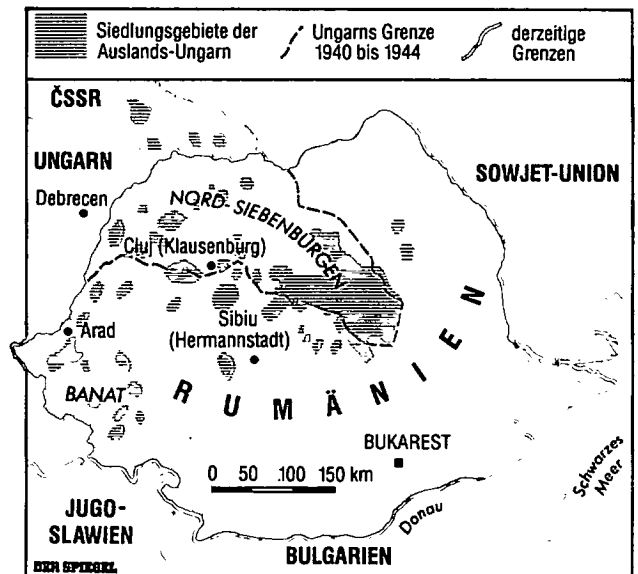 Siedlungsgebiete der
Auslands-Ungarn
Ungarns Grenze
1940 bis 1944
derzeitige
Grenzen
ČSSR
UNGARN
Debrecen
NORD-SIEBENBÜRGEN
SOWJET-UNION
Cluj (Klausenburg)
Arad
Sibiu
(Hermannstadt)
BANAT
RUMÄNIEN
BUKAREST
0 50 100 150 km
Schwarzes
Meer
Donau
JUGO-
SLAWIEN
BULGARIEN
DER SPIEGEL